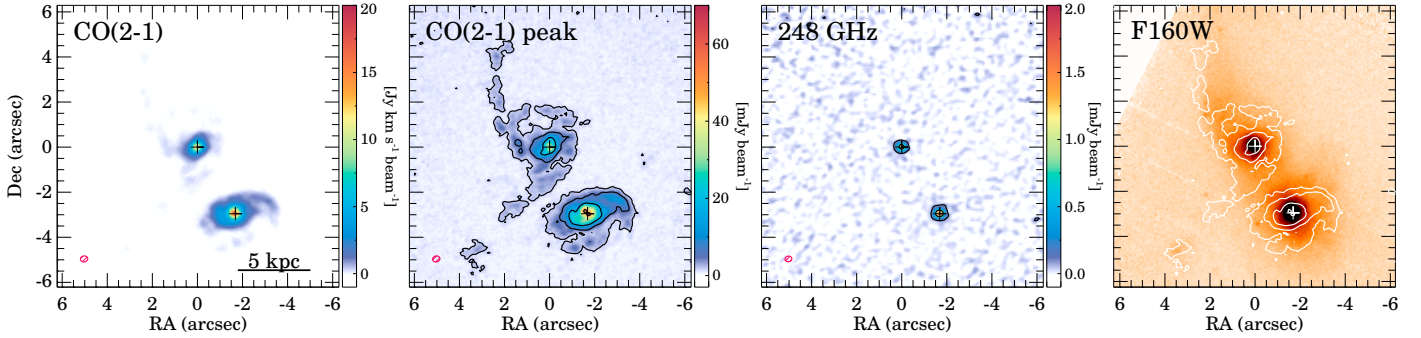 CO(2-1)
5 kpc
6
4
2
0
-2
-4
-6
6 4 2 0 -2 -4 -6
Dec (arcsec)
RA (arcsec)
20
15
10
5
0
[Jy km s⁻¹ beam⁻¹]
CO(2-1) peak
6 4 2 0 -2 -4 -6
RA (arcsec)
60
40
20
0
[mJy beam⁻¹]
248 GHz
6 4 2 0 -2 -4 -6
RA (arcsec)
2.0
1.5
1.0
0.5
0.0
[mJy beam⁻¹]
F160W
6 4 2 0 -2 -4 -6
RA (arcsec)